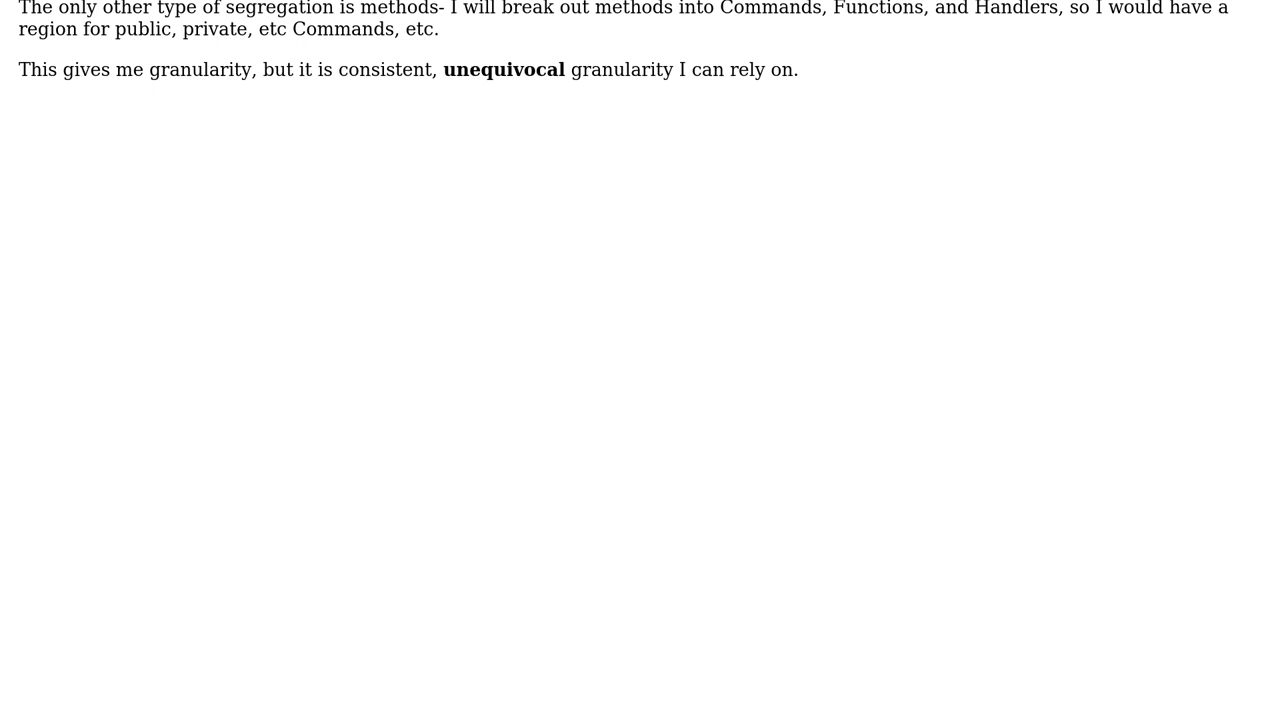 The only other type of segregation is methods- I will break out methods into Commands, Functions, and Handlers, so I would have a
region for public, private, etc Commands, etc.
This gives me granularity, but it is consistent, unequivocal granularity I can rely on.